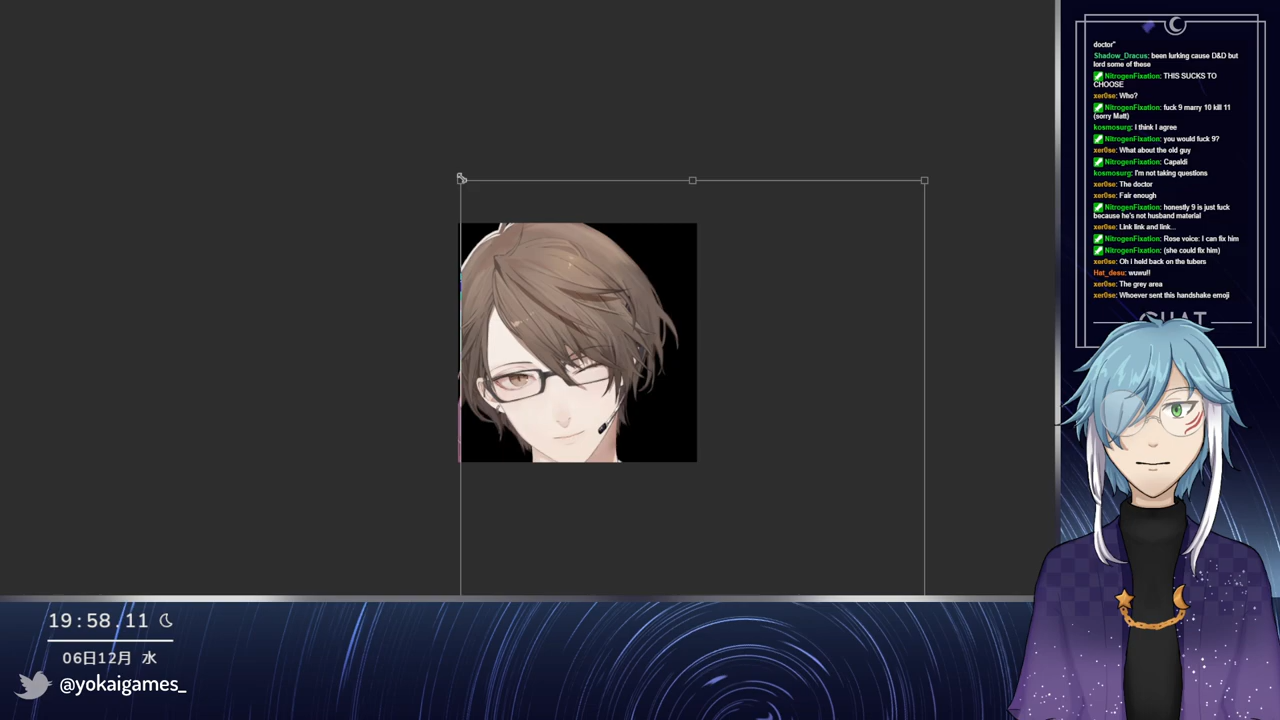 doctor"
Shadow_Dracus: been lurking cause D&D but
lord some of these
NitrogenFixation: THIS SUCKS TO
CHOOSE
xer0se: Who?
NitrogenFixation: fuck 9 marry 10 kill 11
(sorry Matt)
kosmosurg: I think I agree
NitrogenFixation: you would fuck 9?
xer0se: What about the old guy
NitrogenFixation: Capaldi
kosmosurg: I'm not taking questions
xer0se: The doctor
xer0se: Fair enough
NitrogenFixation: honestly 9 is just fuck
because he's not husband material
xer0se: Link link and link...
NitrogenFixation: Rose voice: I can fix him
NitrogenFixation: (she could fix him)
xer0se: Oh I held back on the tubers
Hat_desu: wuwu!!
xer0se: The grey area
xer0se: Whoever sent this handshake emoji
CHAT
19:58.11
06日12月 水
@yokaigames_